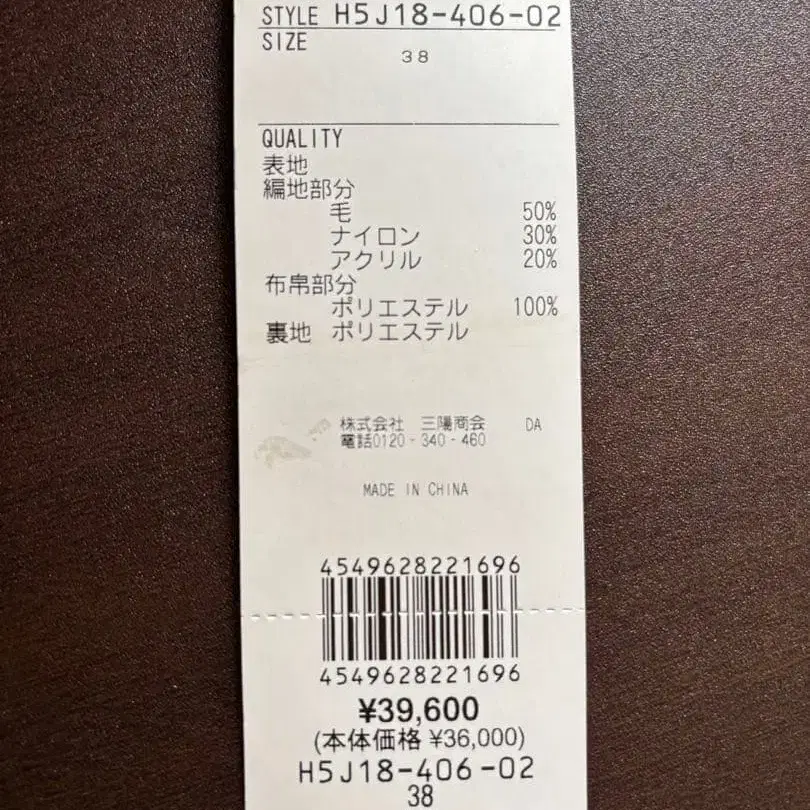 STYLE H5J18-406-02
SIZE
38
QUALITY
表地
編地部分
毛 50%
ナイロン 30%
アクリル 20%
布帛部分
ポリエステル 100%
裏地 ポリエステル
株式会社 三陽商会 DA
電話0120-340-460
MADE IN CHINA
4549628221696
4549628221696
¥39,600
(本体価格 ¥36,000)
H5J18-406-02
38